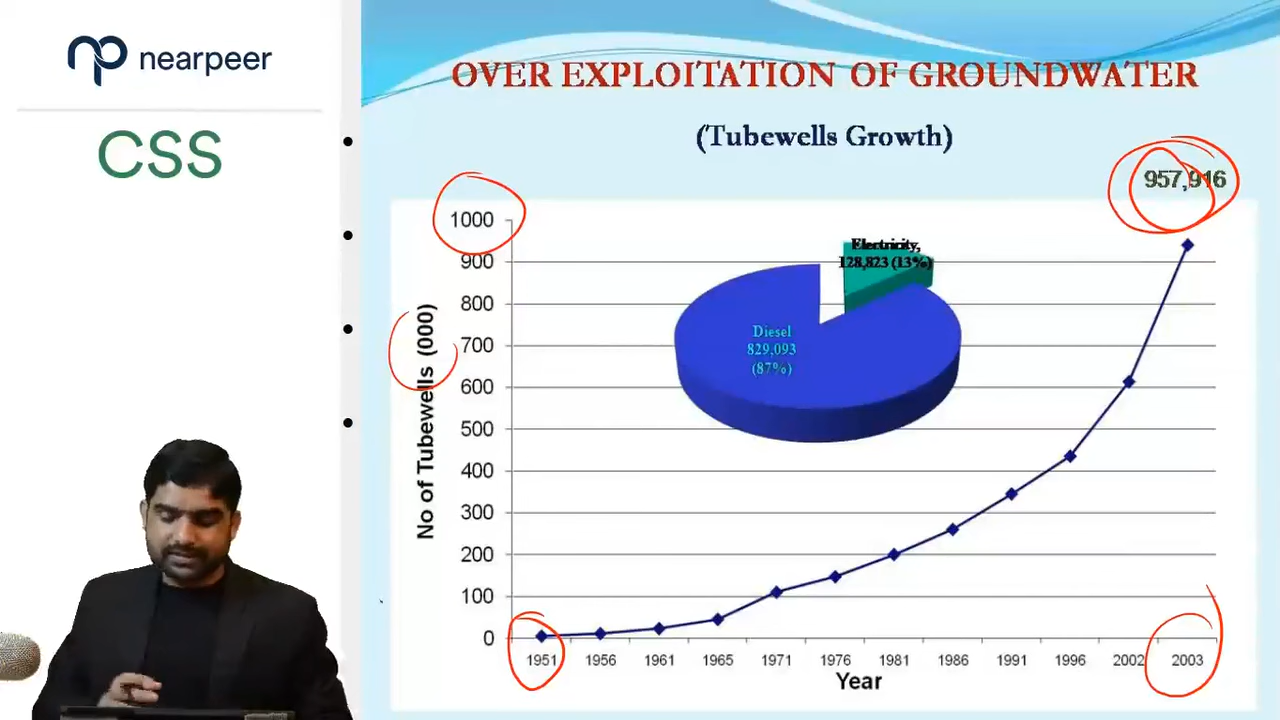 nearpeer
CSS
OVER EXPLOITATION OF GROUNDWATER
(Tubewells Growth)
957,916
No of Tubewells (000)
1000
900
800
700
600
500
400
300
200
100
0
Electricity,
128,823 (13%)
Diesel
829,093
(87%)
1951 1956 1961 1965 1971 1976 1981 1986 1991 1996 2002 2003
Year